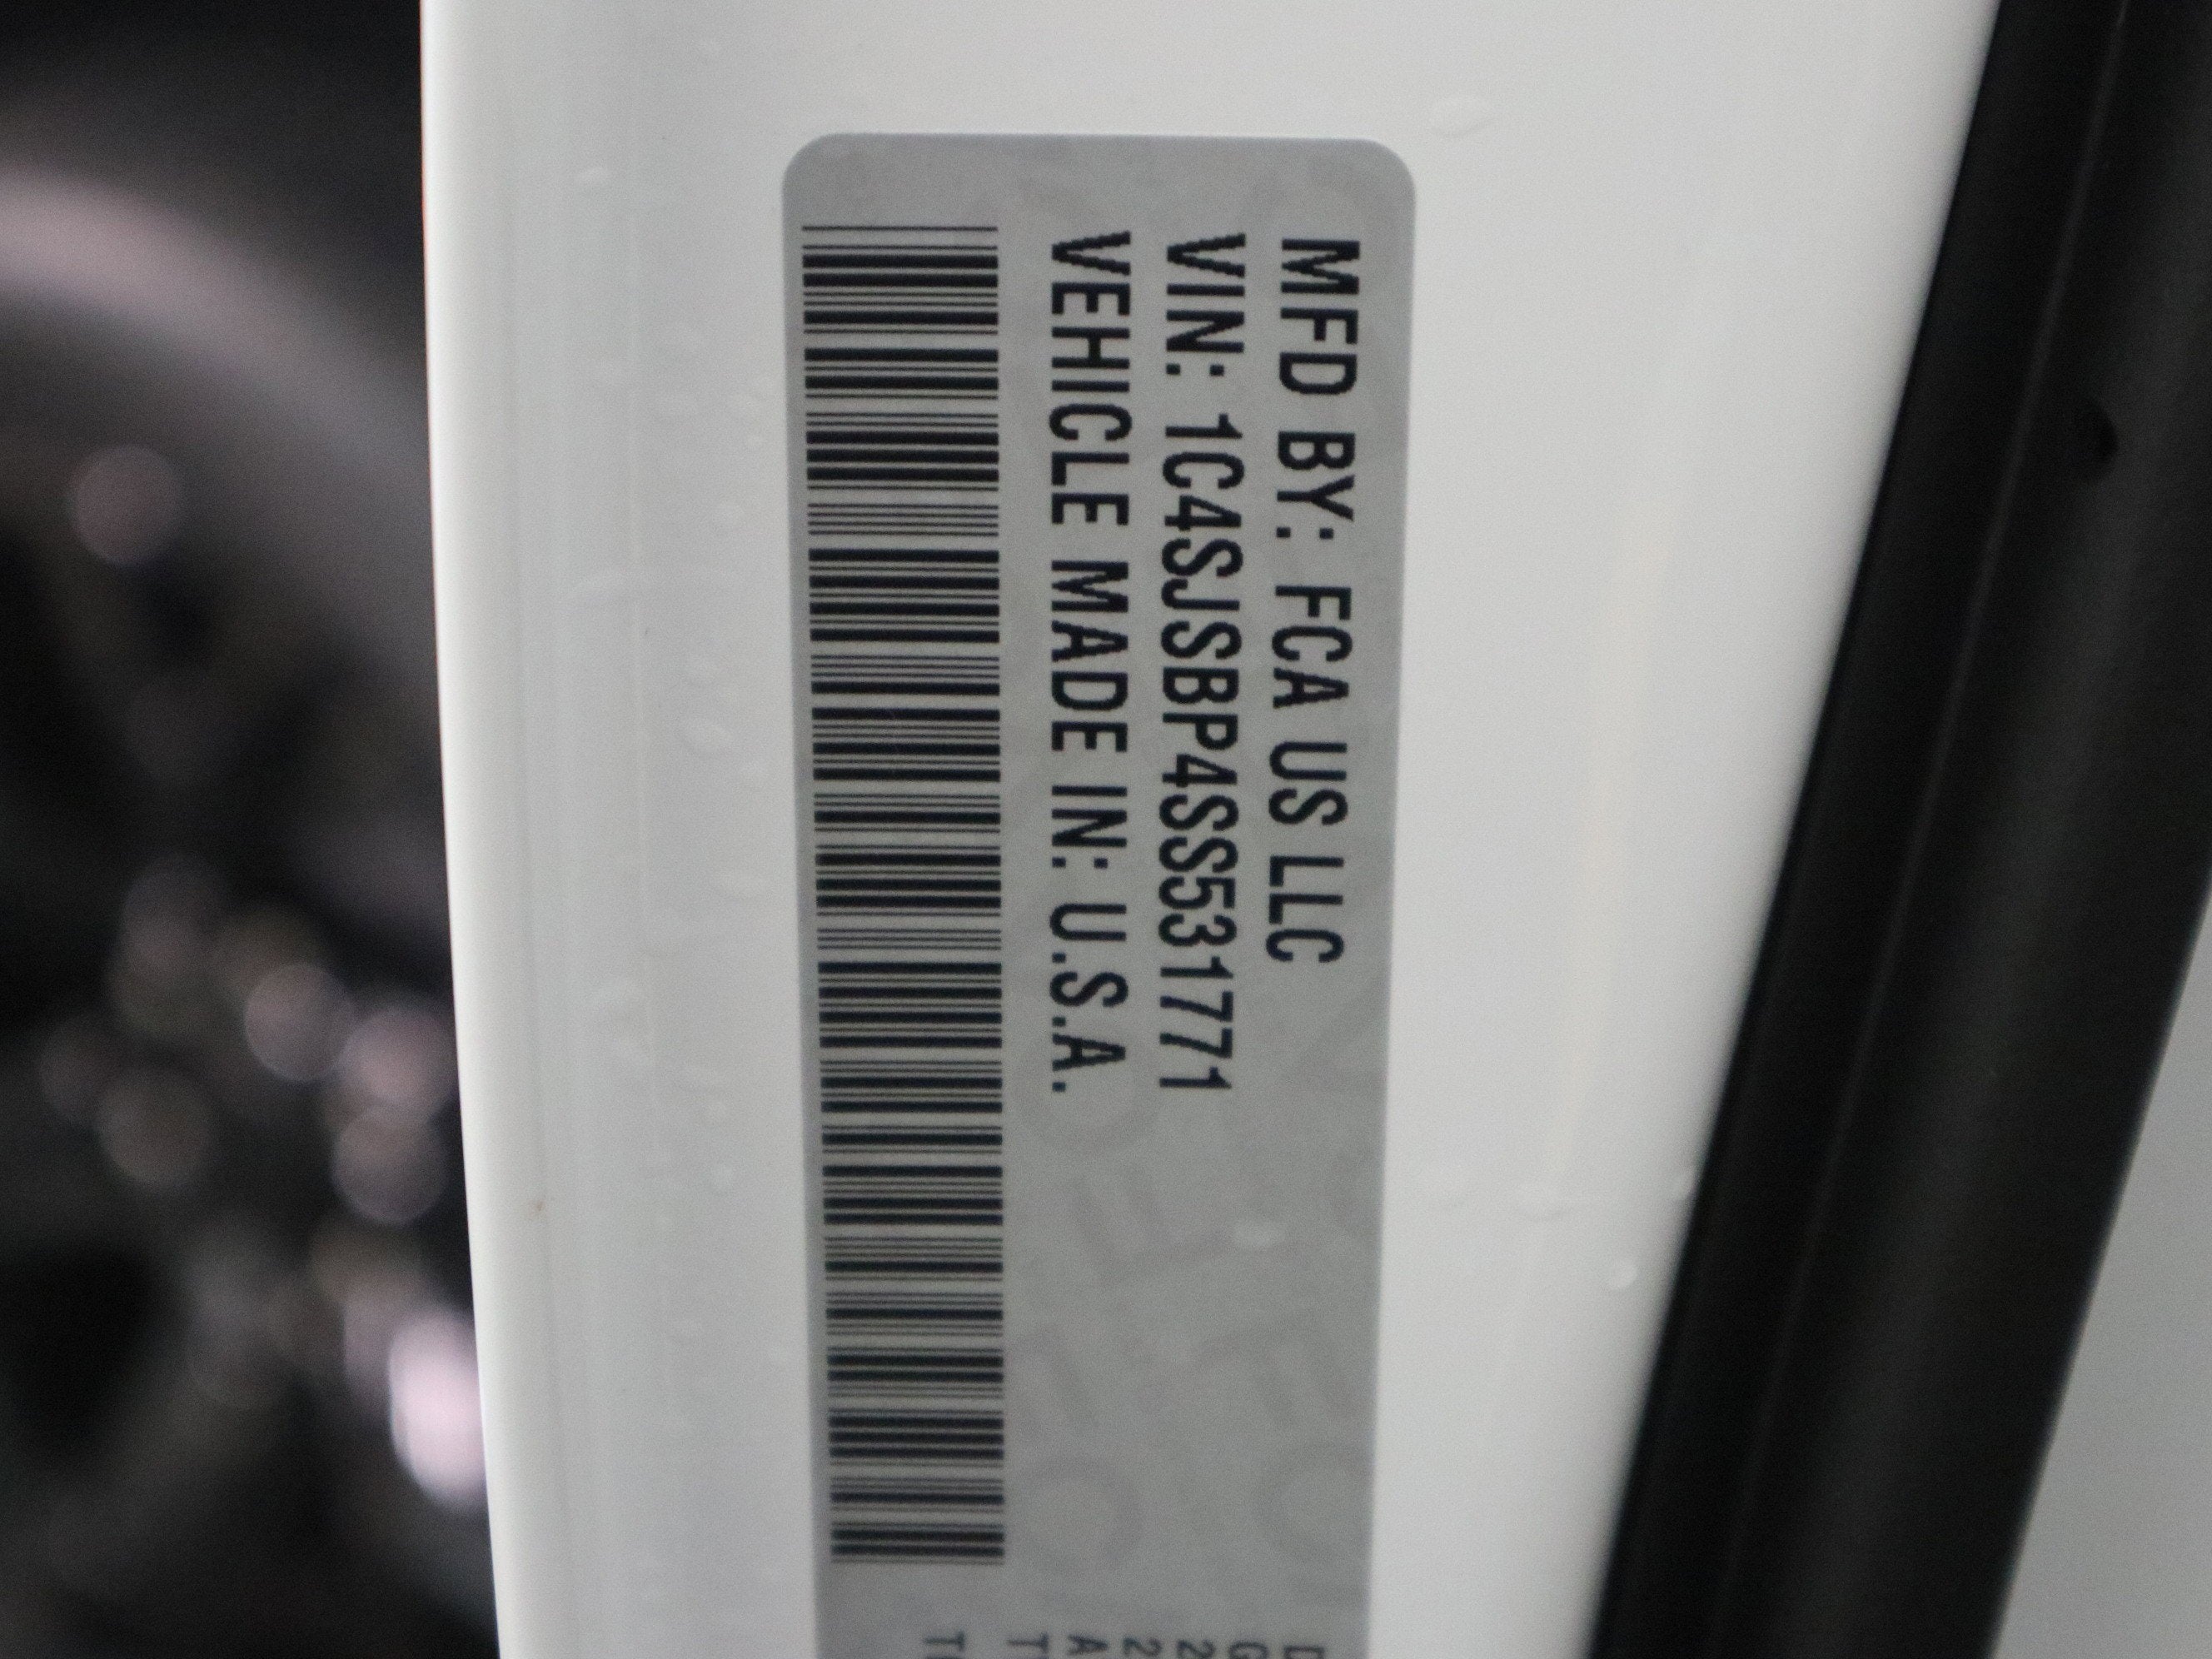 MFD BY: FCA US LLC
VIN: 1C4SJSBP4SS531771
VEHICLE MADE IN: U.S.A.